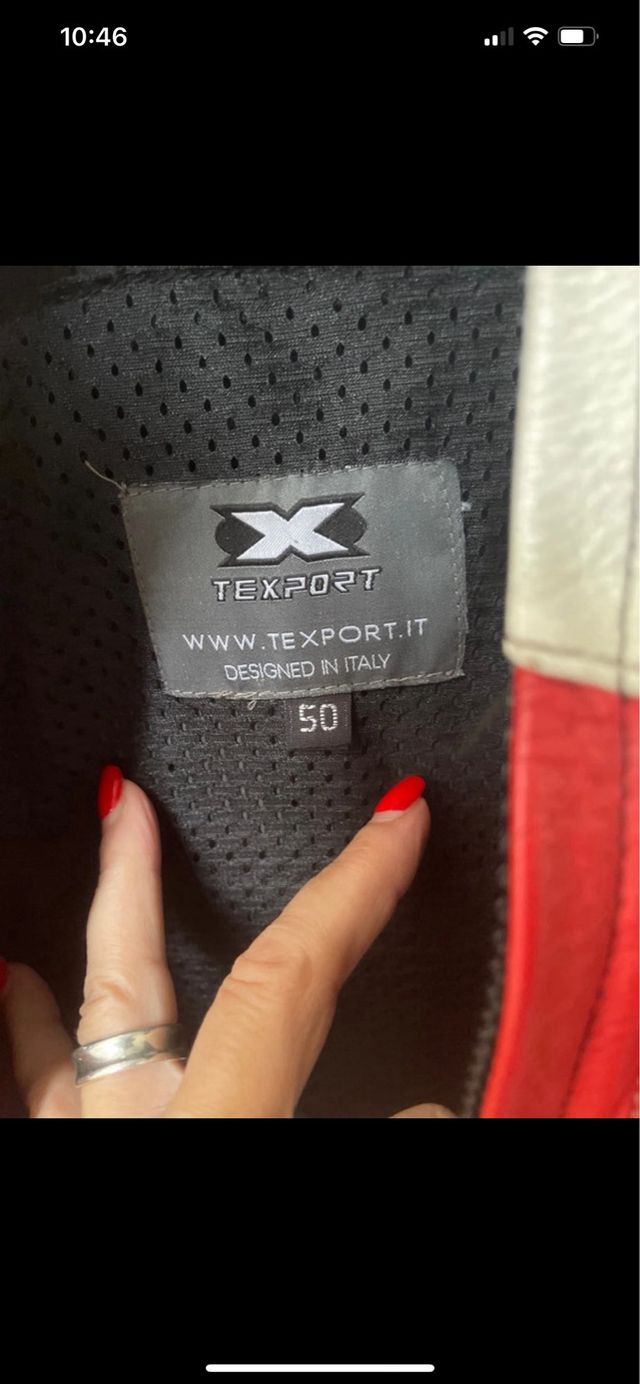 10:46
TEXPORT
WWW.TEXPORT.IT
DESIGNED IN ITALY
50